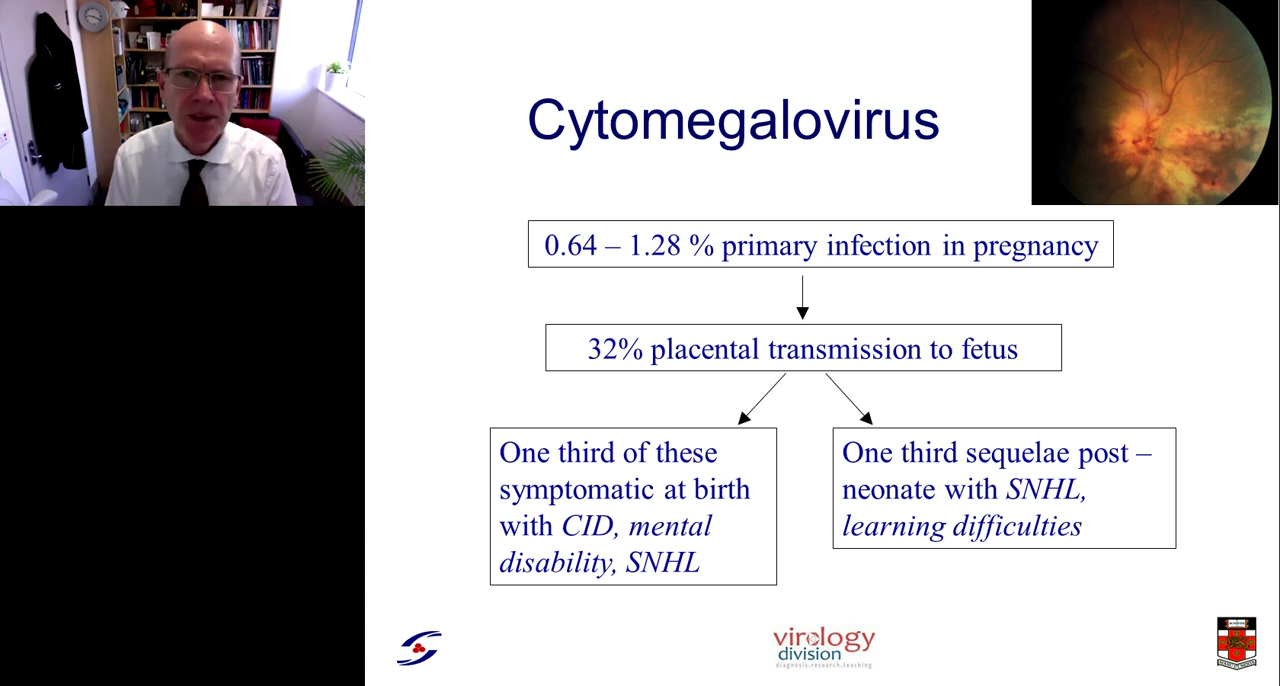 Cytomegalovirus
0.64 – 1.28 % primary infection in pregnancy
32% placental transmission to fetus
One third of these
symptomatic at birth
with CID, mental
disability, SNHL
One third sequelae post –
neonate with SNHL,
learning difficulties
virology
division
diagnosis.research.teaching